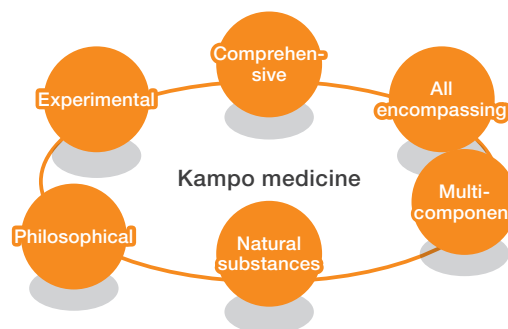 Comprehen-
sive
Experimental
All
encompassing
Kampo medicine
Multi-
componen
Philosophical
Natural
substances